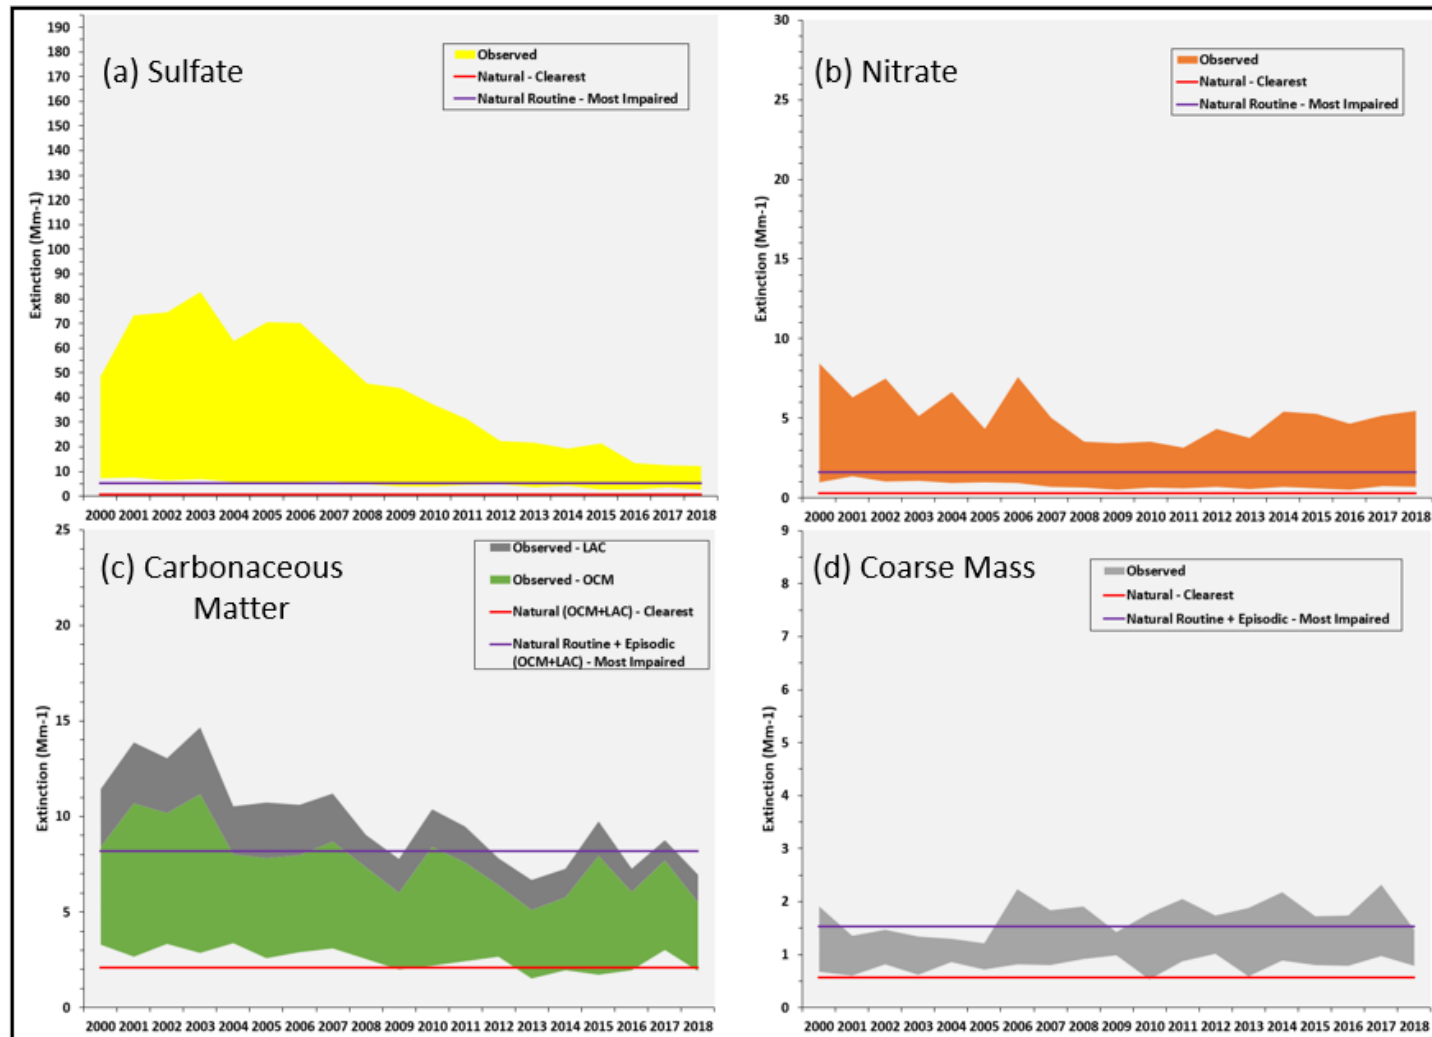 (a) Sulfate
Observed
Natural - Clearest
Natural Routine - Most Impaired
Extinction (Mm-1)
190
180
170
160
150
140
130
120
110
100
90
80
70
60
50
40
30
20
10
0
2000 2001 2002 2003 2004 2005 2006 2007 2008 2009 2010 2011 2012 2013 2014 2015 2016 2017 2018
(b) Nitrate
Observed
Natural - Clearest
Natural Routine - Most Impaired
Extinction (Mm-1)
30
25
20
15
10
5
0
2000 2001 2002 2003 2004 2005 2006 2007 2008 2009 2010 2011 2012 2013 2014 2015 2016 2017 2018
(c) Carbonaceous
Matter
Observed - LAC
Observed - OCM
Natural (OCM+LAC) - Clearest
Natural Routine + Episodic
(OCM+LAC) - Most Impaired
Extinction (Mm-1)
25
20
15
10
5
0
2000 2001 2002 2003 2004 2005 2006 2007 2008 2009 2010 2011 2012 2013 2014 2015 2016 2017 2018
(d) Coarse Mass
Observed
Natural - Clearest
Natural Routine + Episodic - Most Impaired
Extinction (Mm-1)
9
8
7
6
5
4
3
2
1
0
2000 2001 2002 2003 2004 2005 2006 2007 2008 2009 2010 2011 2012 2013 2014 2015 2016 2017 2018